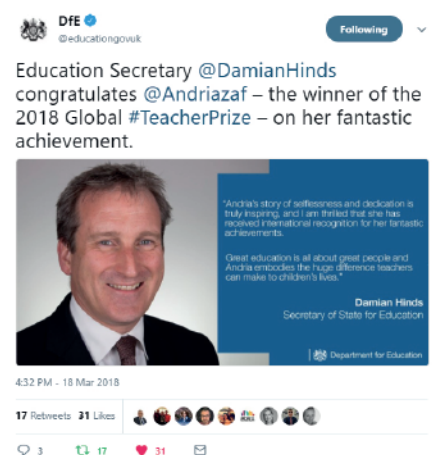 DfE
@educationgovuk
Following
Education Secretary @DamianHinds
congratulates @Andriazaf – the winner of the
2018 Global #TeacherPrize – on her fantastic
achievement.
"Andria's story of selflessness and dedication is
truly inspiring, and I am thrilled that she has
received international recognition for her fantastic
achievements.
Great education is all about great people and
Andria embodies the huge difference teachers
can make to children's lives."
Damian Hinds
Secretary of State for Education
Department for Education
4:32 PM - 18 Mar 2018
17 Retweets 31 Likes
3 17 31